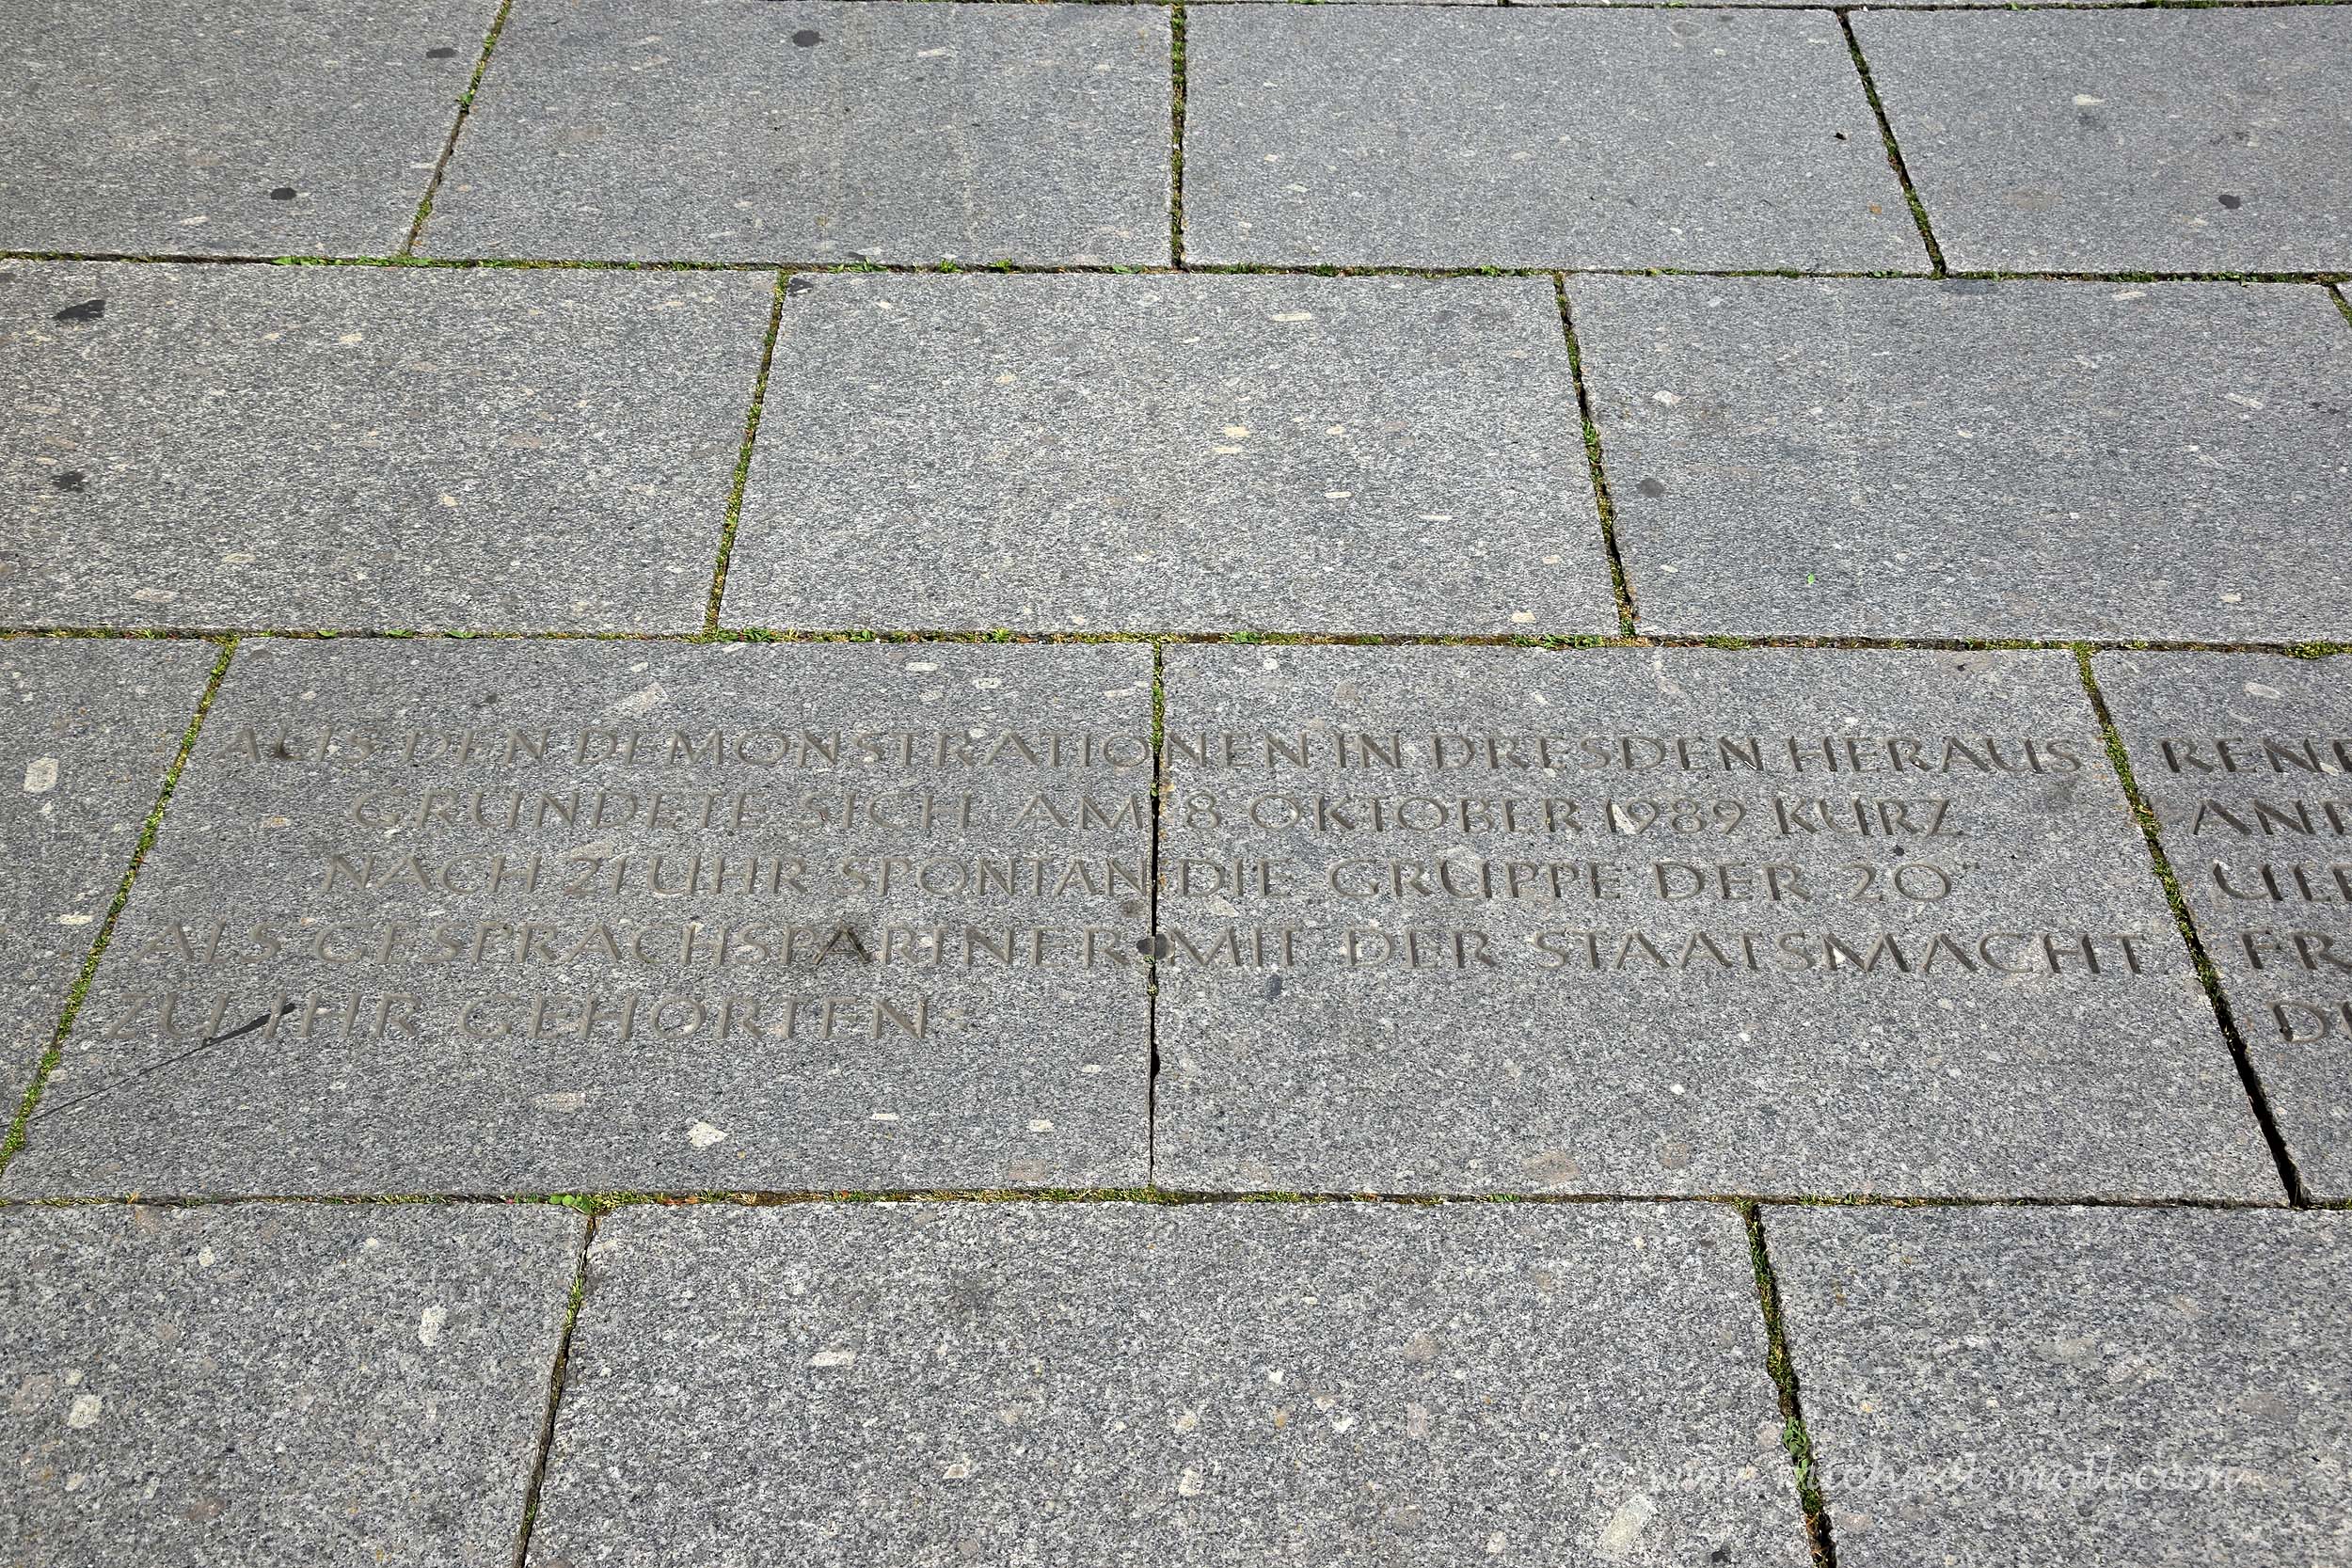 AUS DEN DEMONSTRATIONEN IN DRESDEN HERAUS
GRÜNDETE SICH AM 8 OKTOBER 1989 KURZ
NACH 21 UHR SPONTAN DIE GRUPPE DER 20
ALS GESPRÄCHSPARTNER MIT DER STAATSMACHT
ZU IHR GEHÖRTEN